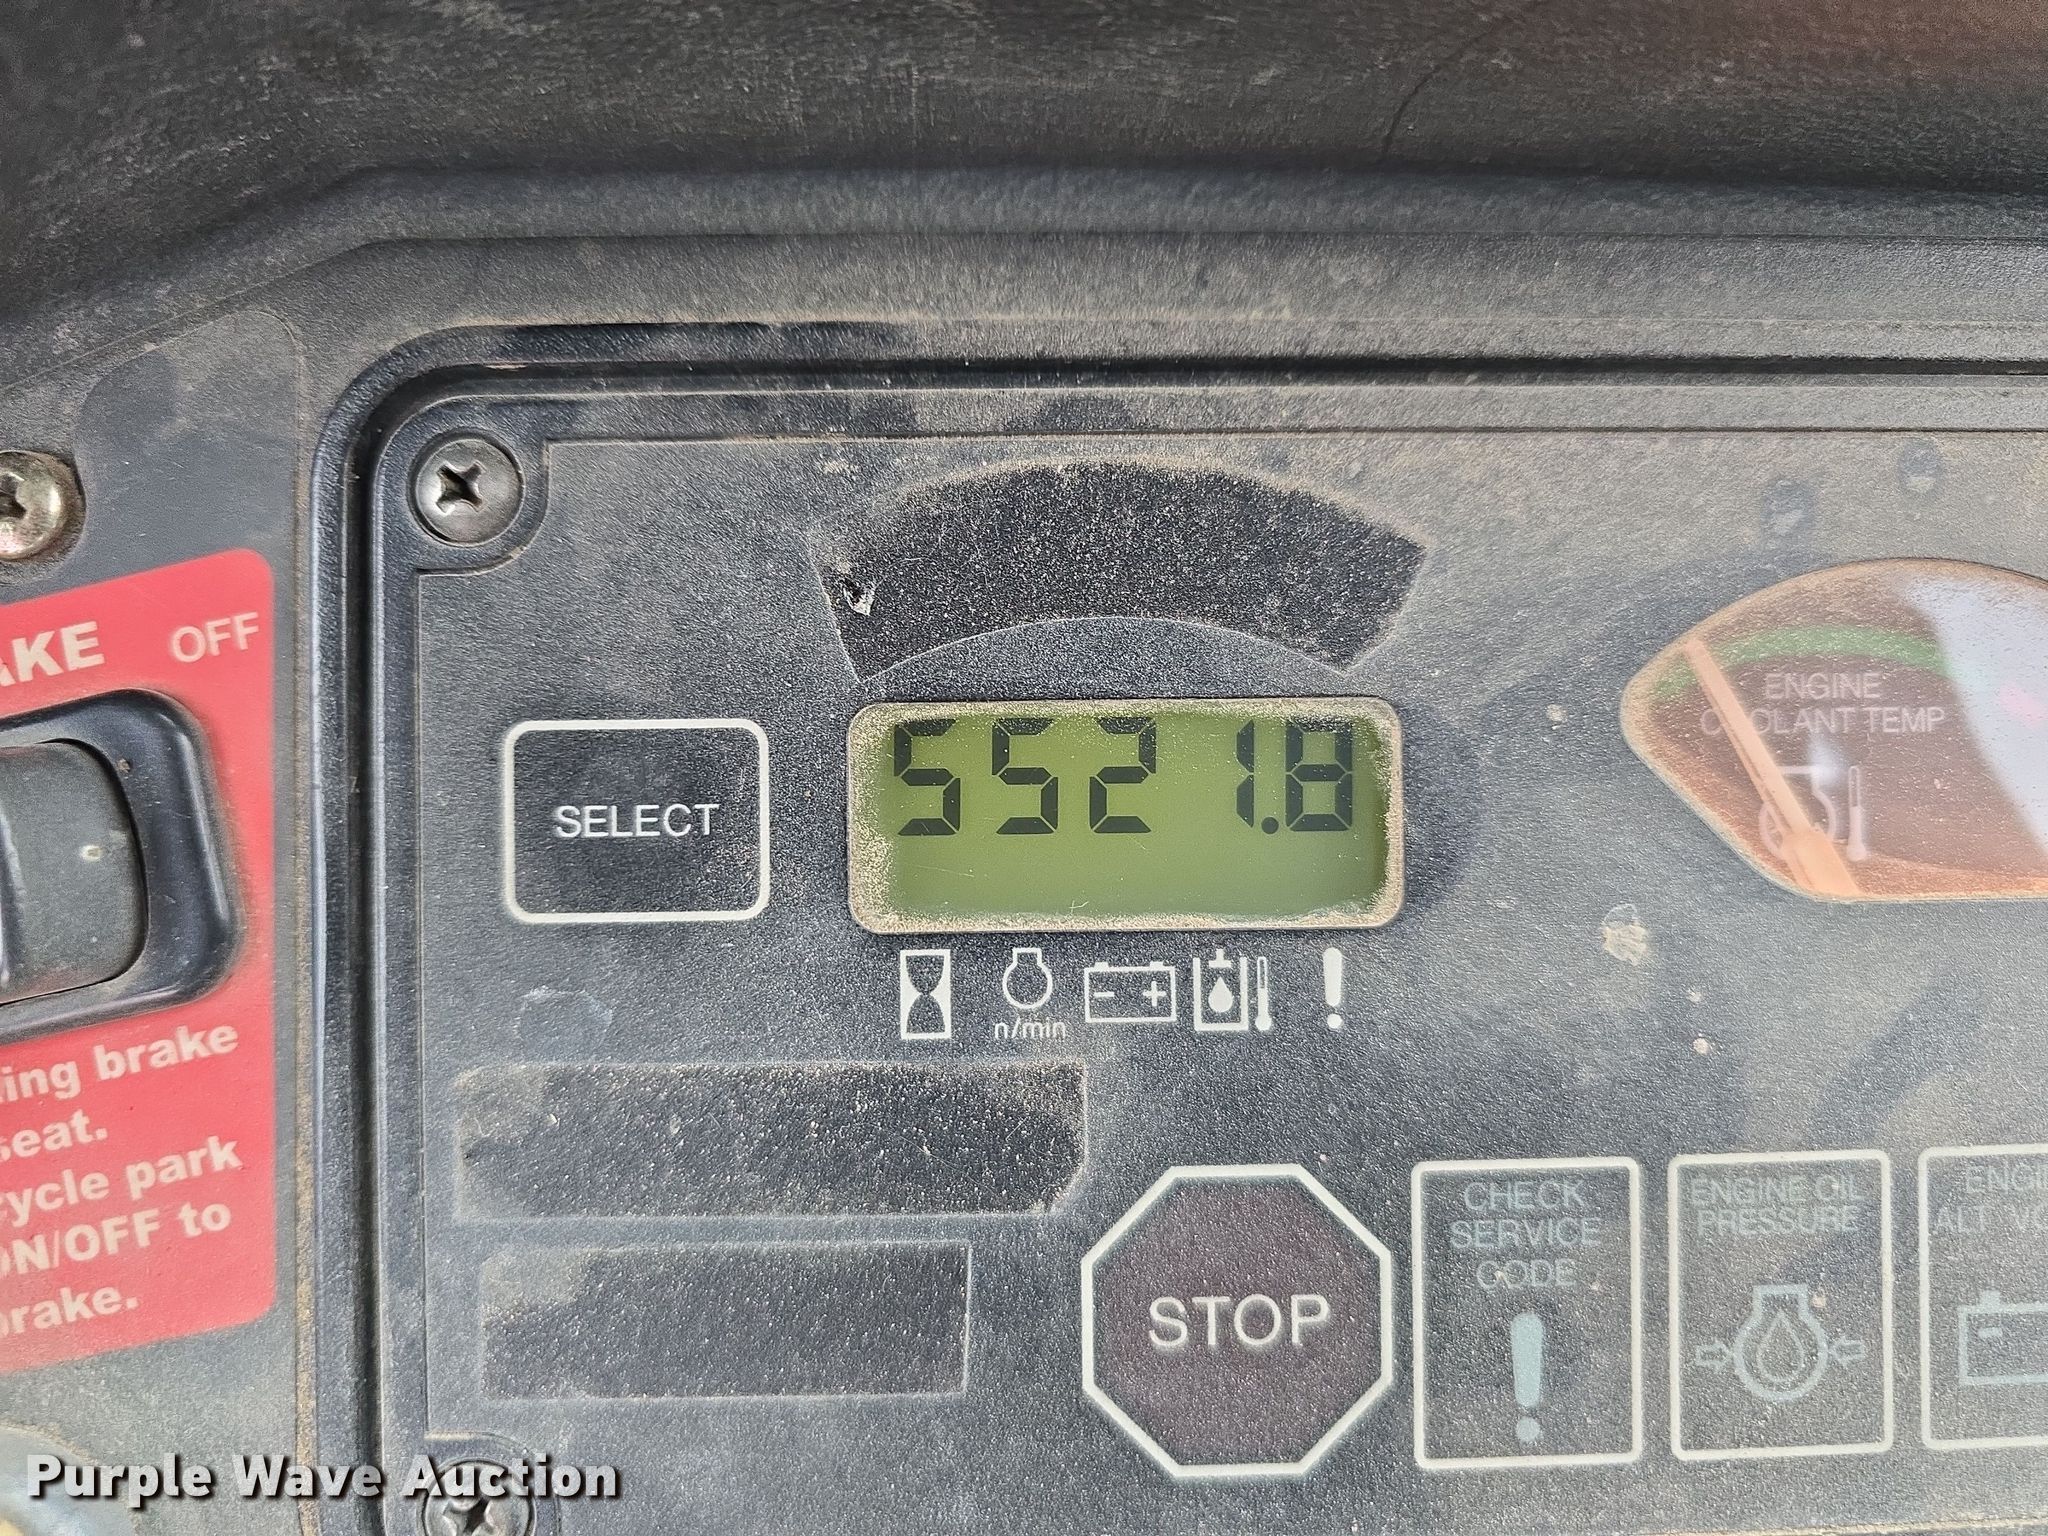 AKE OFF
5521.8
SELECT
n/min
ENGINE
COOLANT TEMP
ing brake
seat.
cycle park
ON/OFF to
brake.
STOP
CHECK
SERVICE
CODE
ENGINE OIL
PRESSURE
ALT
Purple Wave Auction